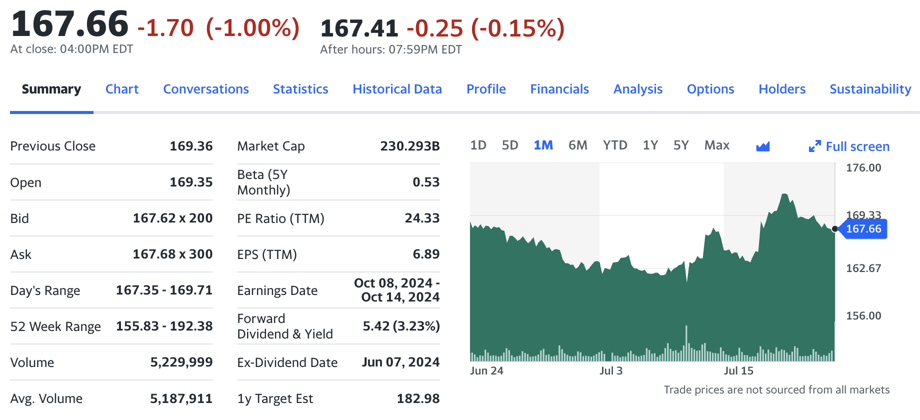 167.66 -1.70 (-1.00%) 167.41 -0.25 (-0.15%)
At close: 04:00PM EDT After hours: 07:59PM EDT
Summary Chart Conversations Statistics Historical Data Profile Financials Analysis Options Holders Sustainability
Previous Close 169.36
Open 169.35
Bid 167.62 x 200
Ask 167.68 x 300
Day's Range 167.35 - 169.71
52 Week Range 155.83 - 192.38
Volume 5,229,999
Avg. Volume 5,187,911
Market Cap 230.293B
Beta (5Y
Monthly) 0.53
PE Ratio (TTM) 24.33
EPS (TTM) 6.89
Earnings Date Oct 08, 2024 -
Oct 14, 2024
Forward
Dividend & Yield 5.42 (3.23%)
Ex-Dividend Date Jun 07, 2024
1y Target Est 182.98
1D 5D 1M 6M YTD 1Y 5Y Max Full screen
176.00
169.33
167.66
162.67
156.00
Jun 24 Jul 3 Jul 15
Trade prices are not sourced from all markets